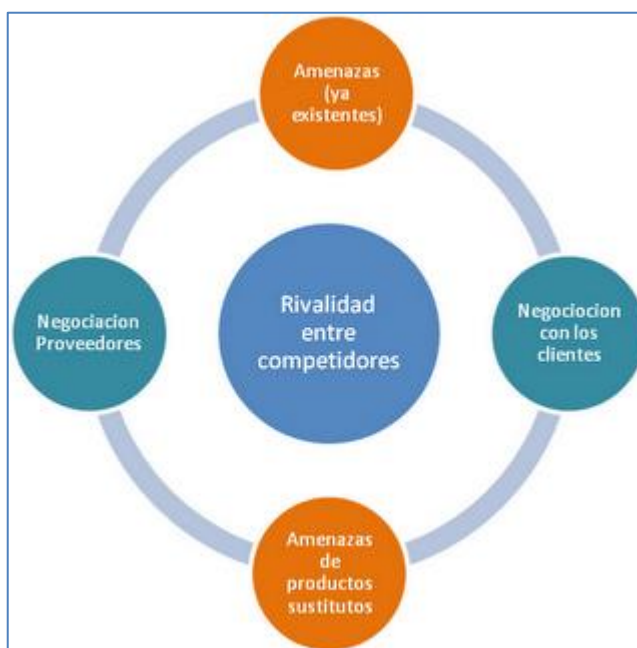 Amenazas
(ya
existentes)
Negociacion
Proveedores
Rivalidad
entre
competidores
Negociocion
con los
clientes
Amenazas
de
productos
sustitutos